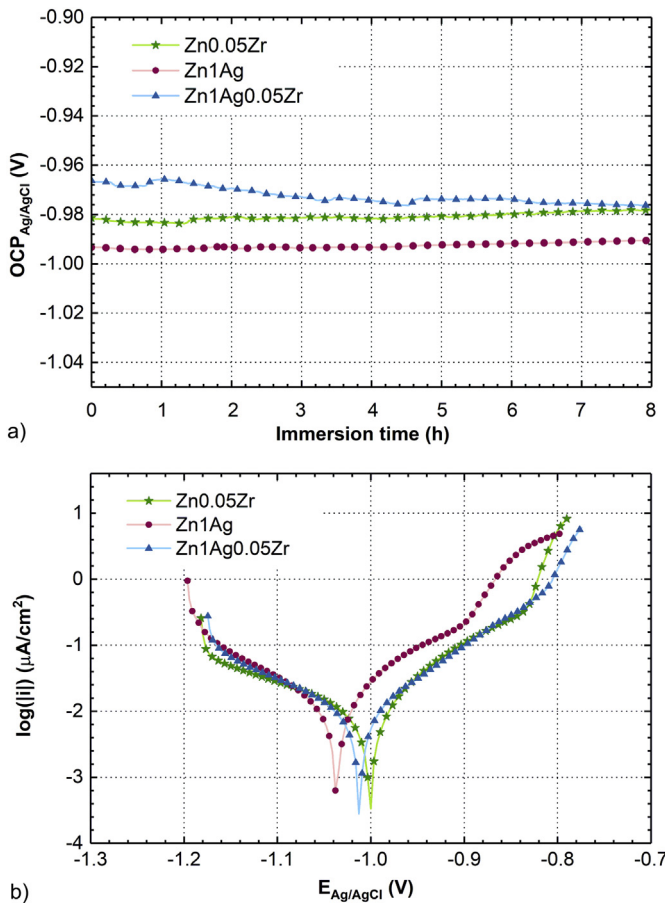 -0.90
-0.92
-0.94
-0.96
-0.98
-1.00
-1.02
-1.04
OCP Ag/AgCl (V)
Zn0.05Zr
Zn1Ag
Zn1Ag0.05Zr
0 1 2 3 4 5 6 7 8
Immersion time (h)
a)
1
0
-1
-2
-3
-4
log(|i|) (µA/cm²)
Zn0.05Zr
Zn1Ag
Zn1Ag0.05Zr
-1.3 -1.2 -1.1 -1.0 -0.9 -0.8 -0.7
E Ag/AgCl (V)
b)